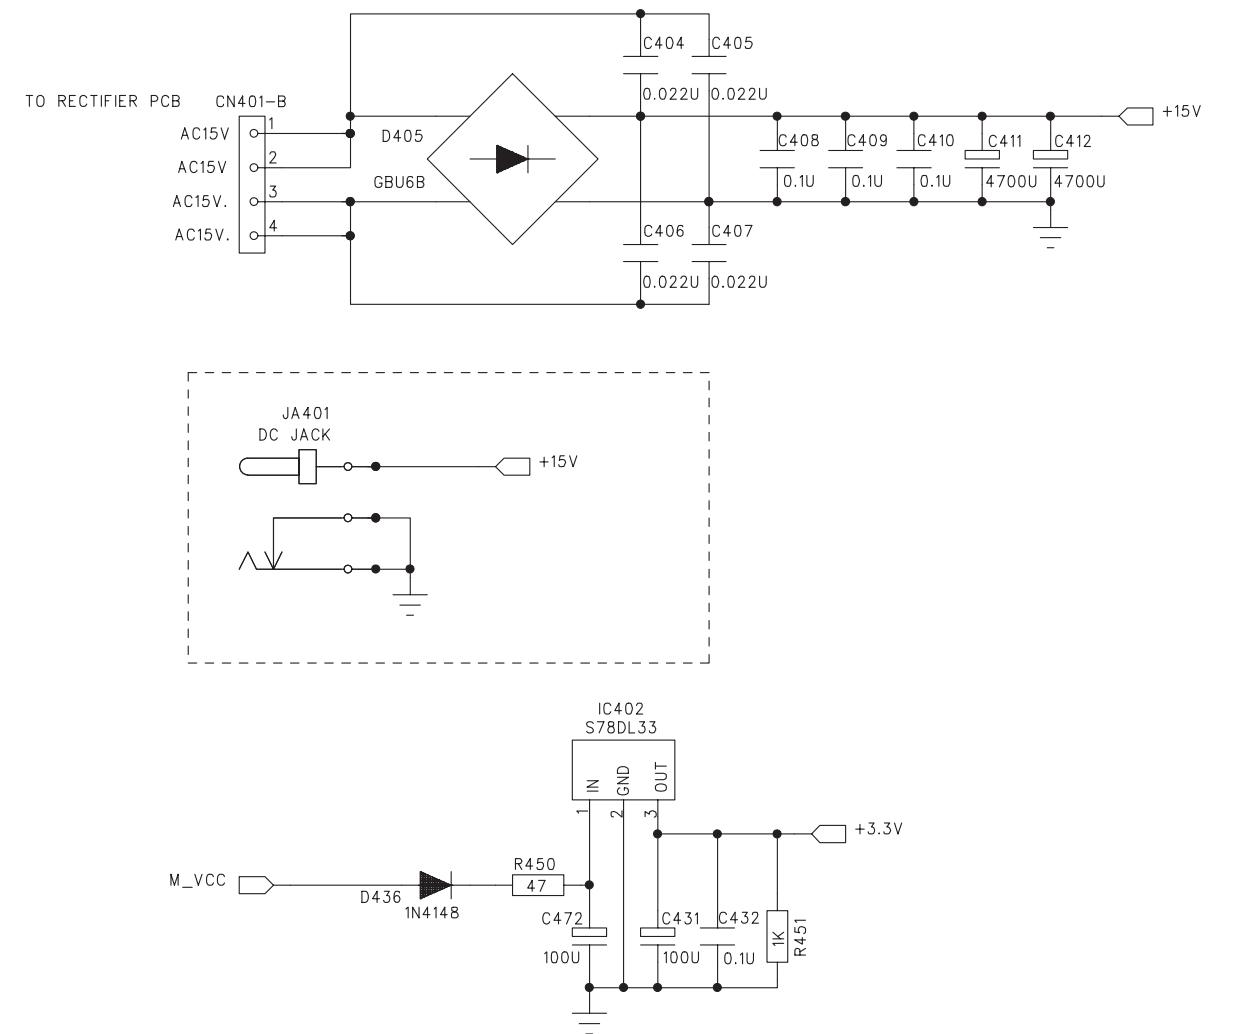 C404 C405
0.022U 0.022U
TO RECTIFIER PCB CN401-B
+15V
AC15V 1
D405
C408 C409 C410 C411 C412
AC15V 2
GBU6B
0.1U 0.1U 0.1U 4700U 4700U
AC15V. 3
AC15V. 4
C406 C407
0.022U 0.022U
JA401
DC JACK
+15V
IC402
S78DL33
IN GND OUT
1 2 3
+3.3V
M_VCC
R450
47
D436
1N4148
C472 C431 C432 1K R451
100U 100U 0.1U